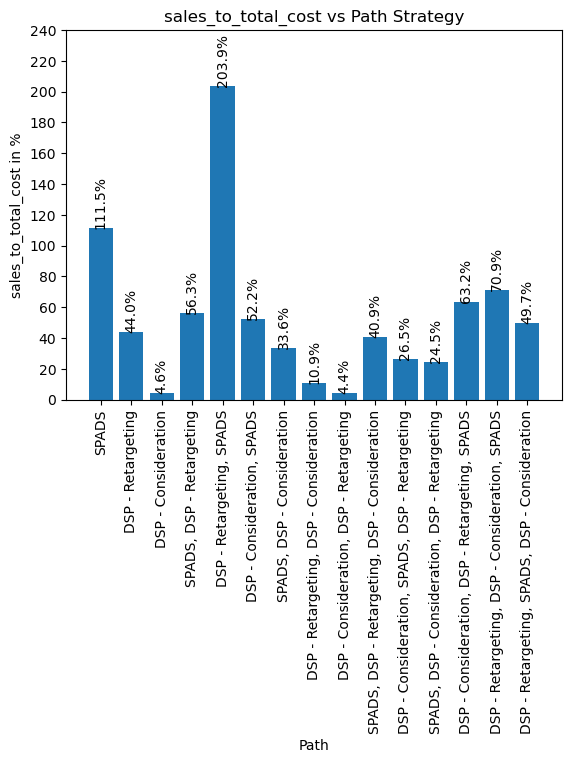 sales_to_total_cost vs Path Strategy
sales_to_total_cost in %
240
220
200
180
160
140
120
100
80
60
40
20
0
111.5%
44.0%
4.6%
56.3%
203.9%
52.2%
33.6%
10.9%
4.4%
40.9%
26.5%
24.5%
63.2%
70.9%
49.7%
SPADS
DSP - Retargeting
DSP - Consideration
SPADS, DSP - Retargeting
DSP - Retargeting, SPADS
DSP - Consideration, SPADS
SPADS, DSP - Consideration
DSP - Retargeting, DSP - Consideration
DSP - Consideration, DSP - Retargeting
SPADS, DSP - Retargeting, DSP - Consideration
DSP - Consideration, SPADS, DSP - Retargeting
SPADS, DSP - Consideration, DSP - Retargeting
DSP - Consideration, DSP - Retargeting, SPADS
DSP - Retargeting, DSP - Consideration, SPADS
DSP - Retargeting, SPADS, DSP - Consideration
Path